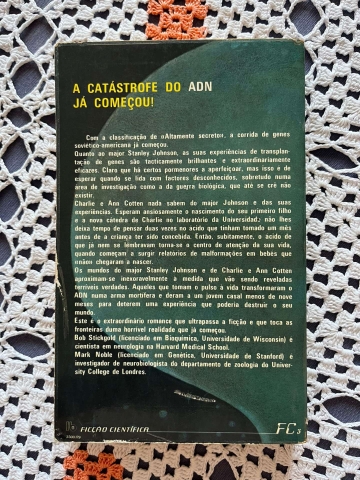 A CATÁSTROFE DO ADN
JÁ COMEÇOU!
Com a classificação de «Altamente secreto», a corrida de genes
soviético-americana já começou.
Quanto ao major Stanley Johnson, as suas experiências de transplan-
tação de genes são tacticamente brilhantes e extraordinariamente
eficazes. Claro que há certos pormenores a aperfeiçoar, mas isso é de
esperar quando se lida com factores desconhecidos, sobretudo numa
área de investigação como a da guerra biológica, que até se crê não
existir.
Charlie e Ann Cotten nada sabem do major Johnson e das suas
experiências. Esperam ansiosamente o nascimento do seu primeiro filho
e a nova cátedra de Charlie no laboratório da Universidade; não lhes
deixa tempo de pensar duas vezes no ácido que tinham tomado um mês
antes de a criança ter sido concebida. Então, subitamente, o ácido de
que já nem se lembravam torna-se o centro de atenção da sua vida,
quando começam a surgir relatórios de malformações em bebés que
«não» chegaram a nascer.
Os mundos do major Stanley Johnson e de Charlie e Ann Cotten
aproximam-se inexoravelmente à medida que vão sendo reveladas
terríveis verdades. Aqueles que tomam o pulso à vida transformaram o
ADN numa arma mortífera e deram a um jovem casal menos de nove
meses para deterem uma experiência que poderia destruir o seu
mundo.
Este é o extraordinário romance que ultrapassa a ficção e que toca as
fronteiras duma horrível realidade que já começou.
Bob Stickgold (licenciado em Bioquímica, Universidade de Wisconsin) é
cientista em neurologia na Harvard Medical School.
Mark Noble (licenciado em Genética, Universidade de Stanford) é
investigador de neurobiologista do departamento de zoologia do Univer-
sity College de Londres.
FICÇÃO CIENTÍFICA
FC 3